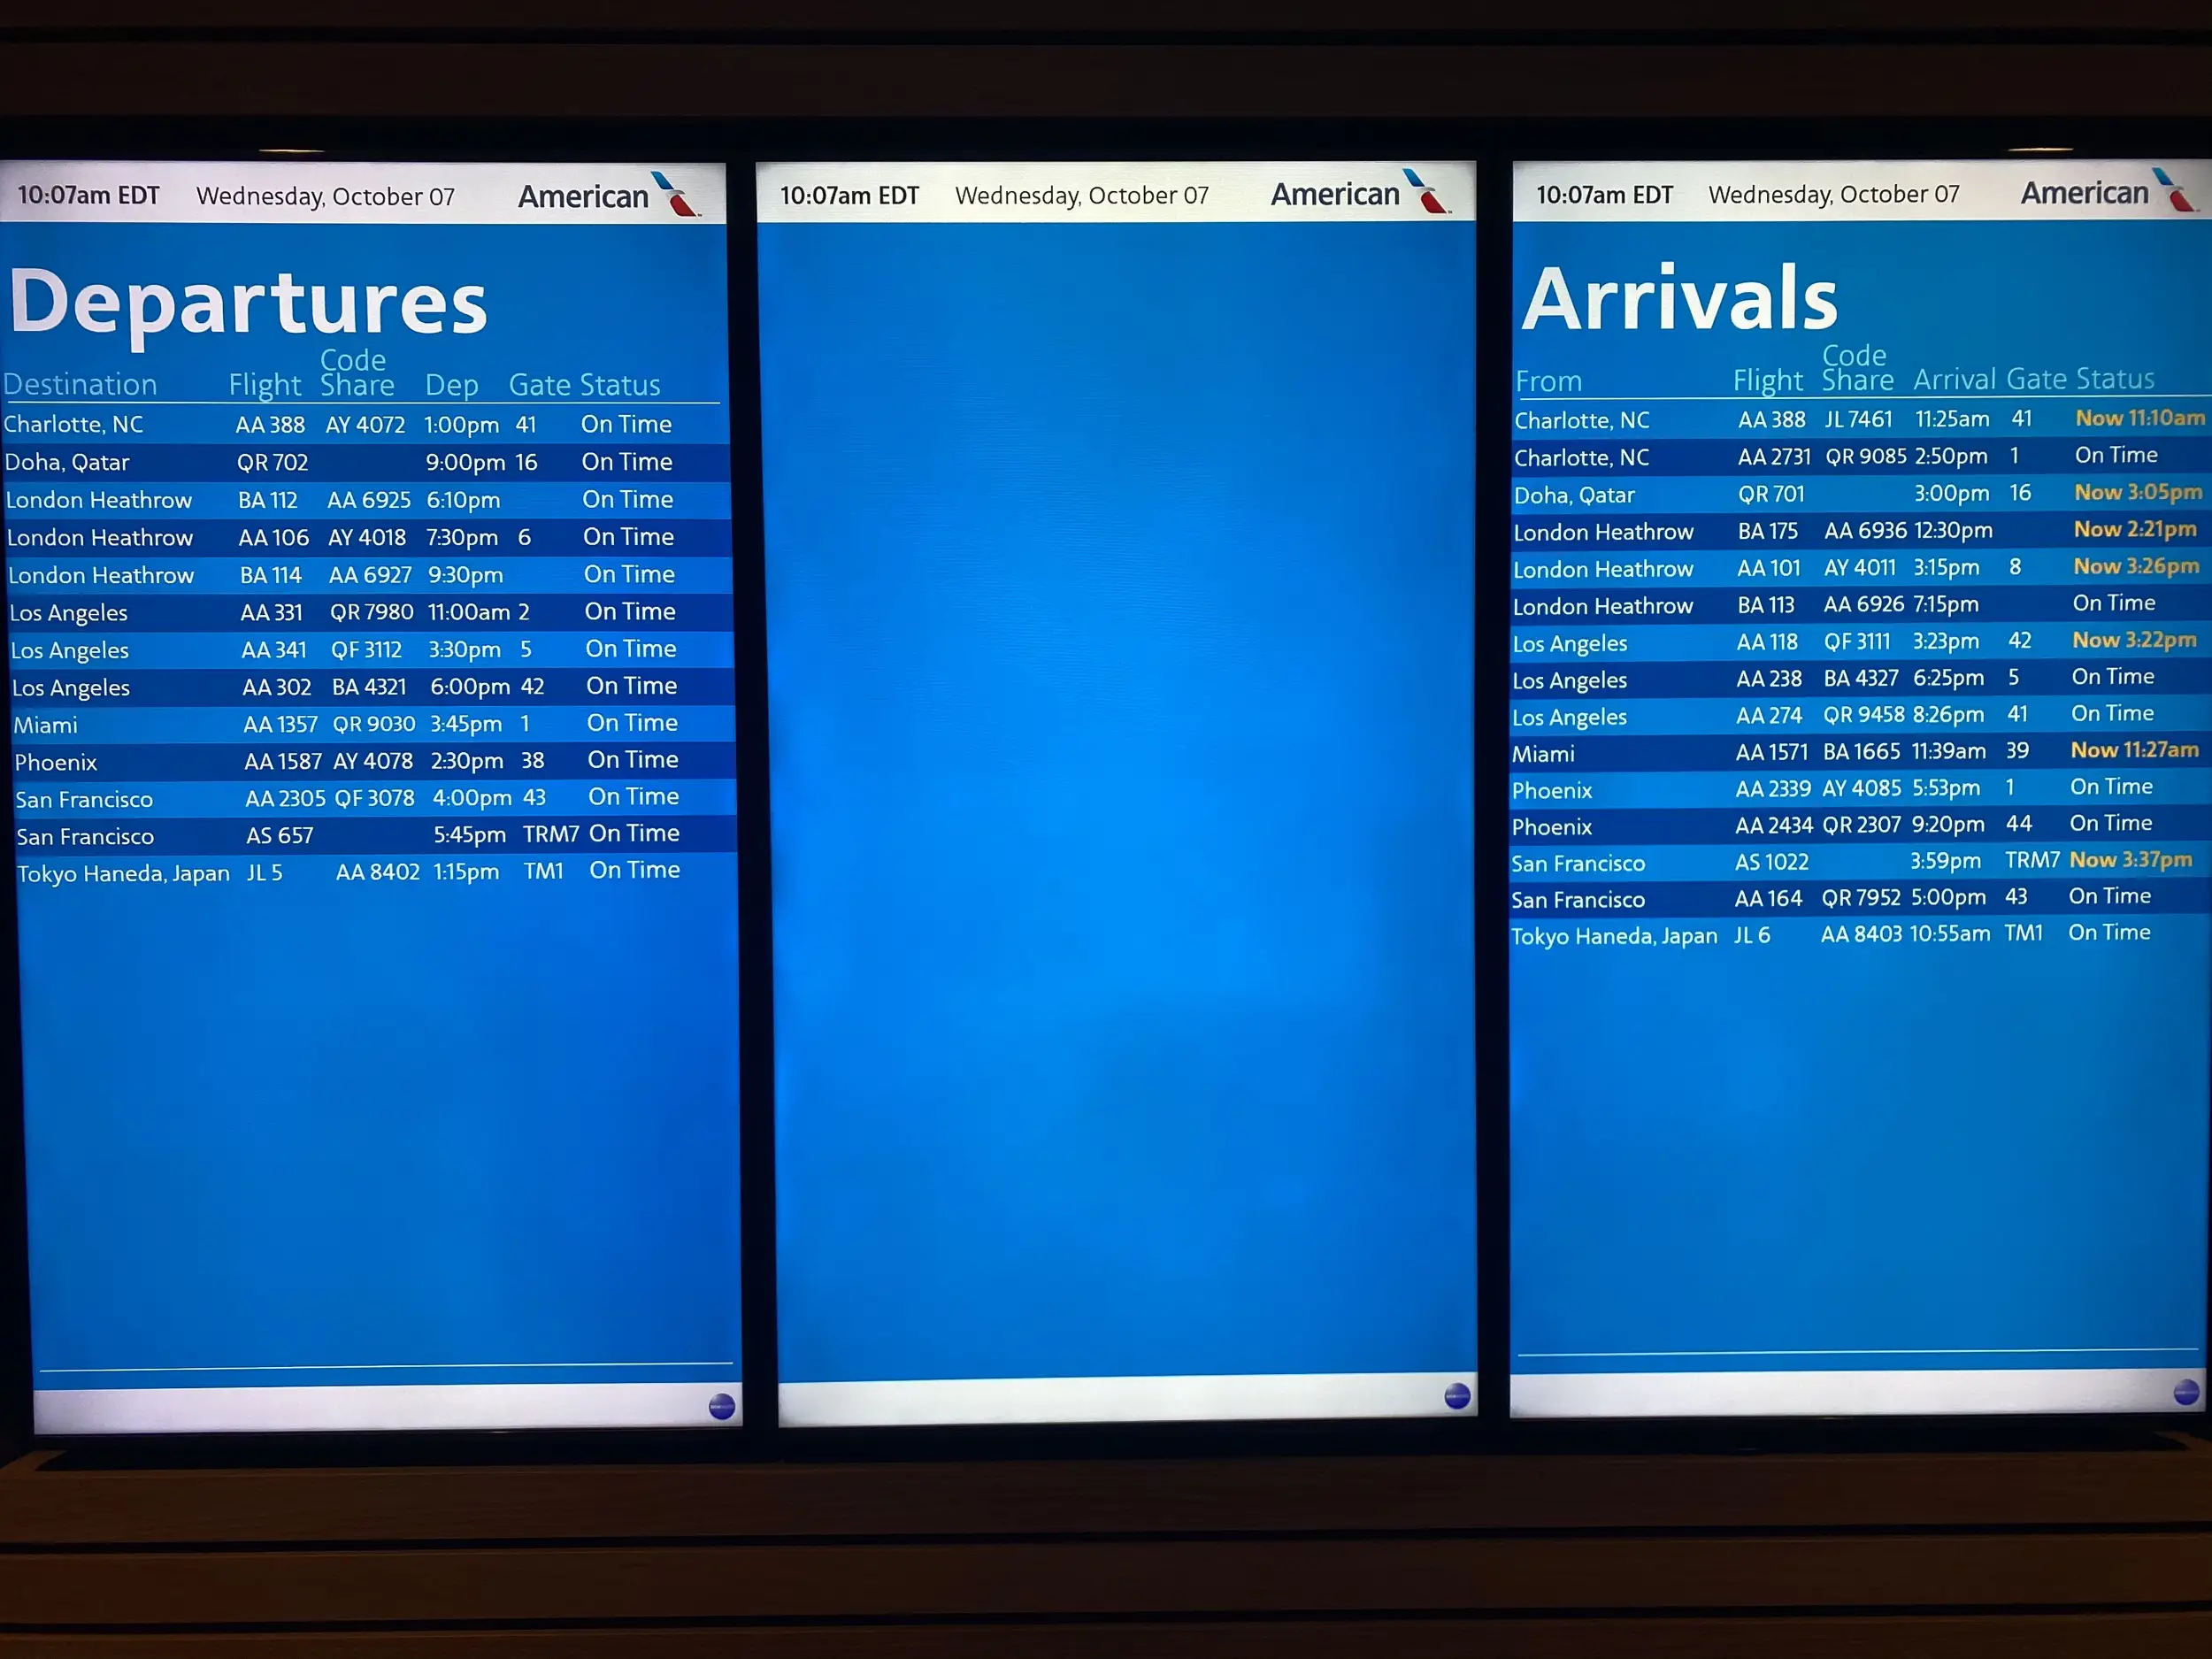 10:07am EDT Wednesday, October 07 American
Departures
Destination Flight Code Share Dep Gate Status
Charlotte, NC AA 388 AY 4072 1:00pm 41 On Time
Doha, Qatar QR 702 9:00pm 16 On Time
London Heathrow BA 112 AA 6925 6:10pm On Time
London Heathrow AA 106 AY 4018 7:30pm 6 On Time
London Heathrow BA 114 AA 6927 9:30pm On Time
Los Angeles AA 331 QR 7980 11:00am 2 On Time
Los Angeles AA 341 QF 3112 3:30pm 5 On Time
Los Angeles AA 302 BA 4321 6:00pm 42 On Time
Miami AA 1357 QR 9030 3:45pm 1 On Time
Phoenix AA 1587 AY 4078 2:30pm 38 On Time
San Francisco AA 2305 QF 3078 4:00pm 43 On Time
San Francisco AS 657 5:45pm TRM7 On Time
Tokyo Haneda, Japan JL 5 AA 8402 1:15pm TM1 On Time
10:07am EDT Wednesday, October 07 American
10:07am EDT Wednesday, October 07 American
Arrivals
From Flight Code Share Arrival Gate Status
Charlotte, NC AA 388 JL 7461 11:25am 41 Now 11:10am
Charlotte, NC AA 2731 QR 9085 2:50pm 1 On Time
Doha, Qatar QR 701 3:00pm 16 Now 3:05pm
London Heathrow BA 175 AA 6936 12:30pm Now 2:21pm
London Heathrow AA 101 AY 4011 3:15pm 8 Now 3:26pm
London Heathrow BA 113 AA 6926 7:15pm On Time
Los Angeles AA 118 QF 3111 3:23pm 42 Now 3:22pm
Los Angeles AA 238 BA 4327 6:25pm 5 On Time
Los Angeles AA 274 QR 9458 8:26pm 41 On Time
Miami AA 1571 BA 1665 11:39am 39 Now 11:27am
Phoenix AA 2339 AY 4085 5:53pm 1 On Time
Phoenix AA 2434 QR 2307 9:20pm 44 On Time
San Francisco AS 1022 3:59pm TRM7 Now 3:37pm
San Francisco AA 164 QR 7952 5:00pm 43 On Time
Tokyo Haneda, Japan JL 6 AA 8403 10:55am TM1 On Time